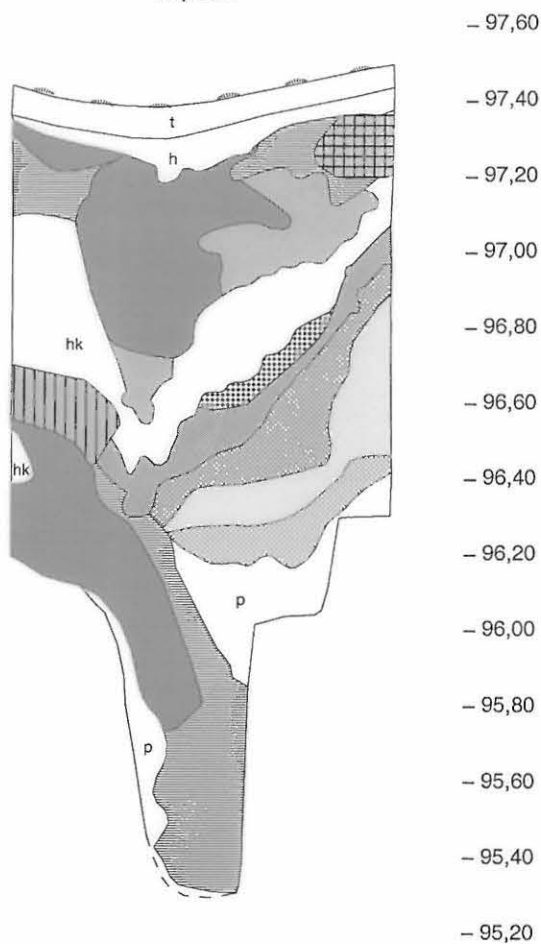 – 97,60
– 97,40
t
h
– 97,20
– 97,00
hk
– 96,80
– 96,60
hk
– 96,40
– 96,20
p
– 96,00
– 95,80
p
– 95,60
– 95,40
– 95,20